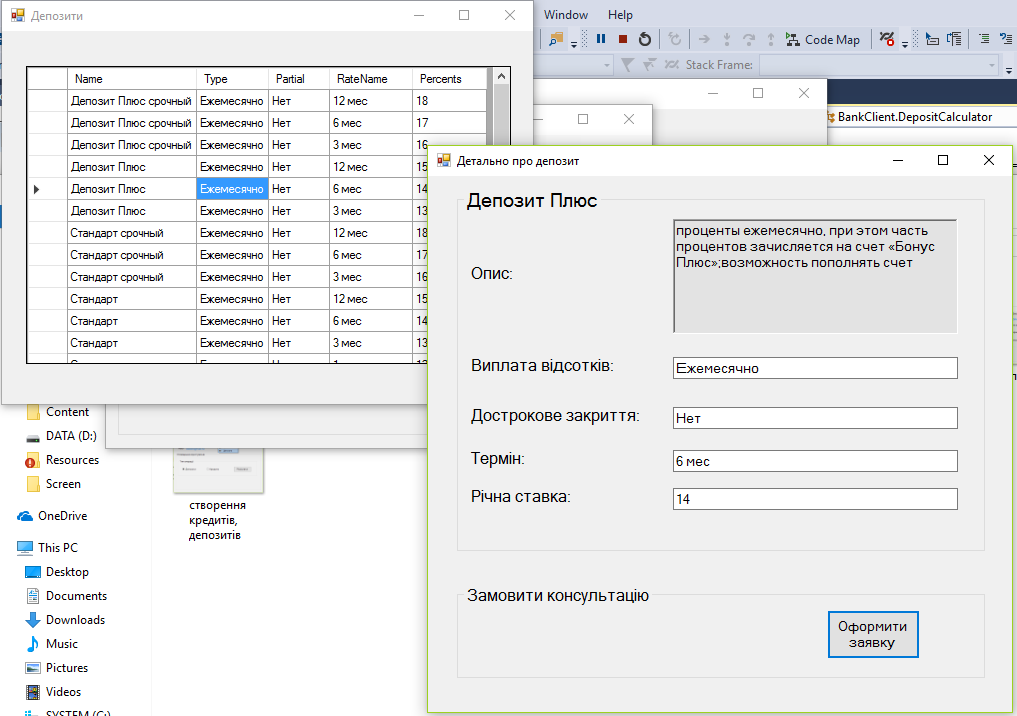 Депозити
Window Help
Code Map
Stack Frame:
BankClient.DepositCalculator
Name Type Partial RateName Percents
Депозит Плюс срочный Ежемесячно Нет 12 мес 18
Депозит Плюс срочный Ежемесячно Нет 6 мес 17
Депозит Плюс срочный Ежемесячно Нет 3 мес 16
Депозит Плюс Ежемесячно Нет 12 мес 15
Депозит Плюс Ежемесячно Нет 6 мес 14
Депозит Плюс Ежемесячно Нет 3 мес 13
Стандарт срочный Ежемесячно Нет 12 мес 18
Стандарт срочный Ежемесячно Нет 6 мес 17
Стандарт срочный Ежемесячно Нет 3 мес 16
Стандарт Ежемесячно Нет 12 мес 15
Стандарт Ежемесячно Нет 6 мес 14
Стандарт Ежемесячно Нет 3 мес 13
Детально про депозит
Депозит Плюс
Опис:
проценты ежемесячно, при этом часть
процентов зачисляется на счет «Бонус
Плюс»;возможность пополнять счет
Виплата відсотків: Ежемесячно
Дострокове закриття: Нет
Термін: 6 мес
Річна ставка: 14
Замовити консультацію
Оформити
заявку
Content
DATA (D:)
Resources
Screen
OneDrive
This PC
Desktop
Documents
Downloads
Music
Pictures
Videos
SYSTEM (C:)
створення
кредитів,
депозитів